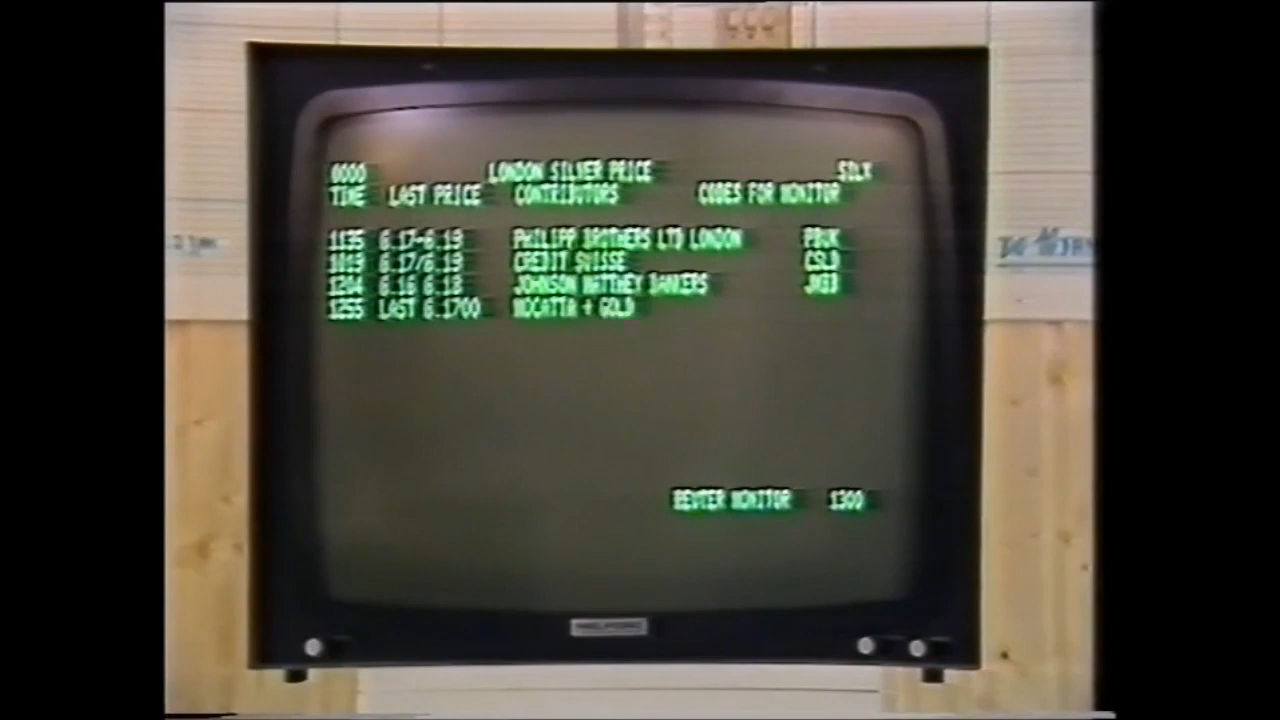 0000 LONDON SILVER PRICE SILX
TIME LAST PRICE CONTRIBUTORS CODES FOR MONITOR
1135 6.17-6.19 PHILIPP BROTHERS LTD LONDON PBUK
1019 6.17/6.19 CREDIT SUISSE CSLD
1204 6.16 6.18 JOHNSON MATTHEY BANKERS JMBB
1255 LAST 6.1700 MOCATTA + GOLD
REUTER MONITOR 1300